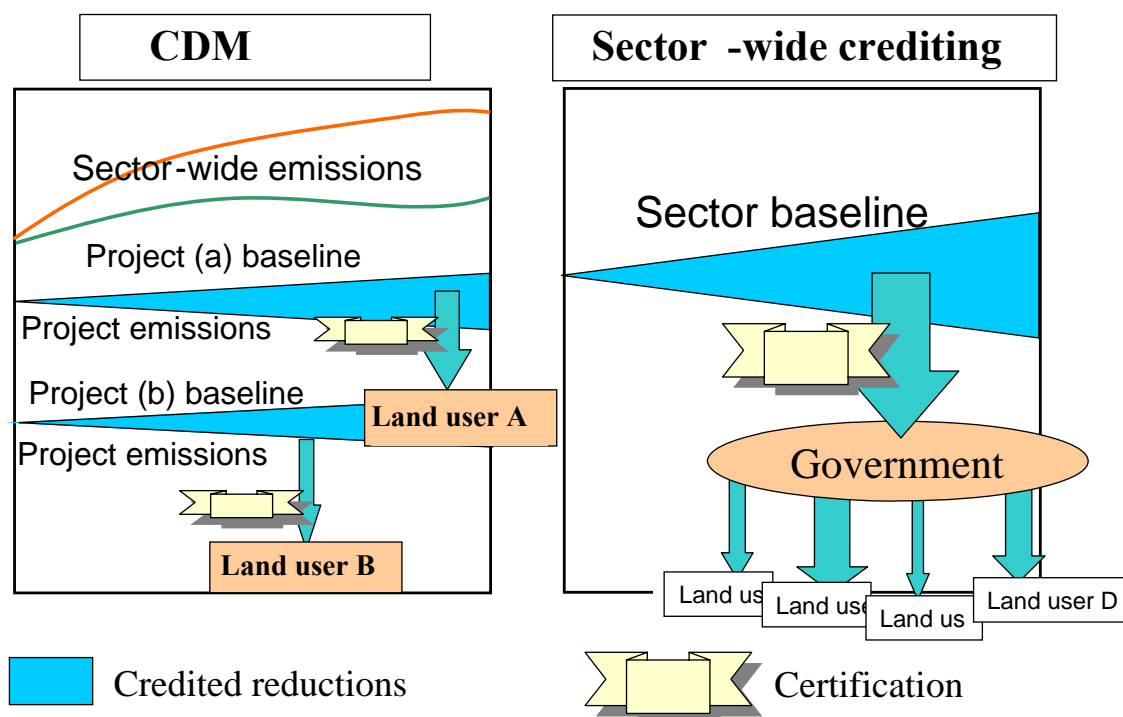 CDM
Sector -wide crediting
Sector-wide emissions
Project (a) baseline
Project emissions
Project (b) baseline
Land user A
Project emissions
Land user B
Sector baseline
Government
Land us
Land use
Land us
Land user D
Credited reductions
Certification